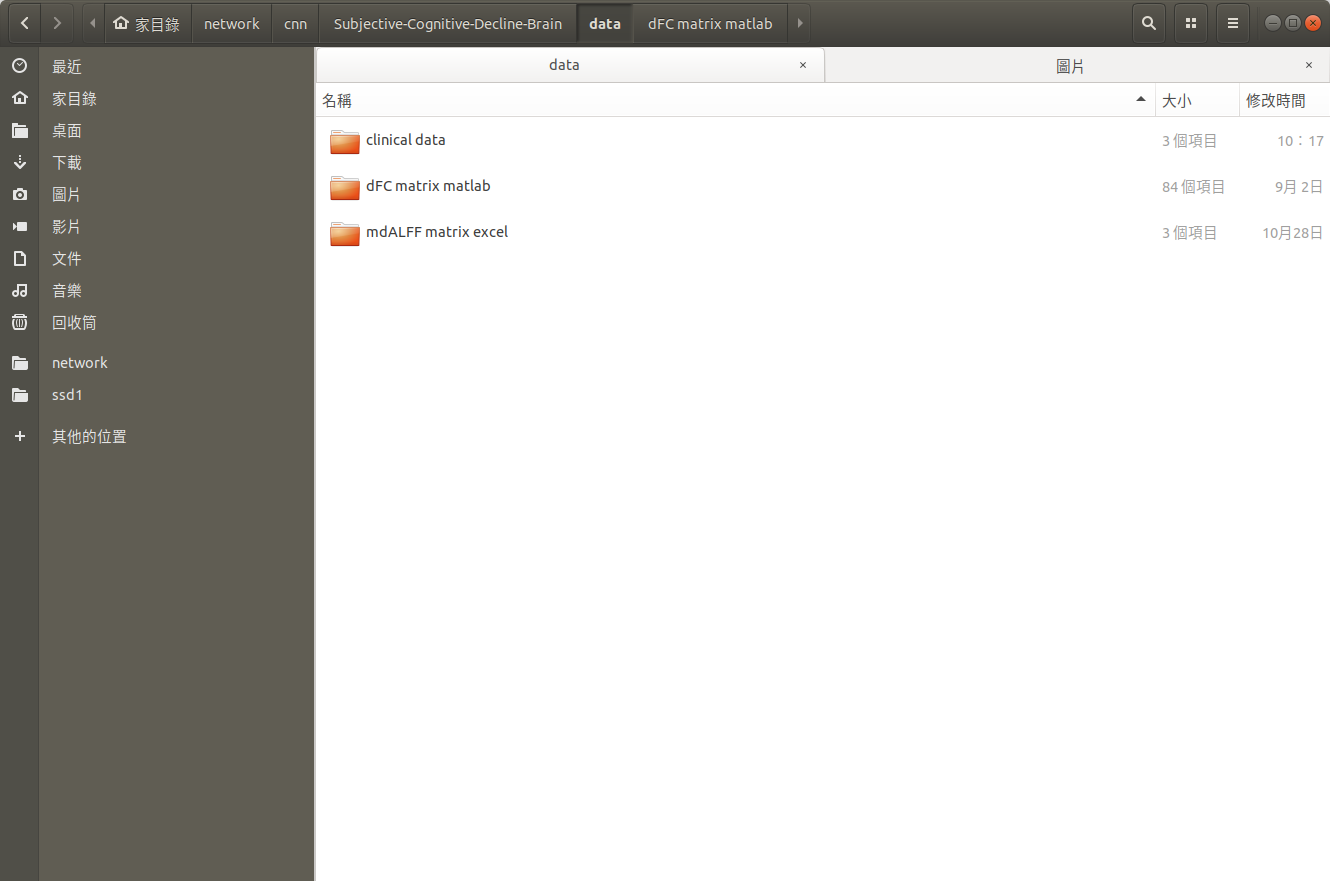 家目錄 network cnn Subjective-Cognitive-Decline-Brain data dFC matrix matlab
最近
家目錄
桌面
下載
圖片
影片
文件
音樂
回收筒
network
ssd1
其他的位置
data 圖片
名稱 大小 修改時間
clinical data 3 個項目 10：17
dFC matrix matlab 84 個項目 9月 2日
mdALFF matrix excel 3 個項目 10月28日